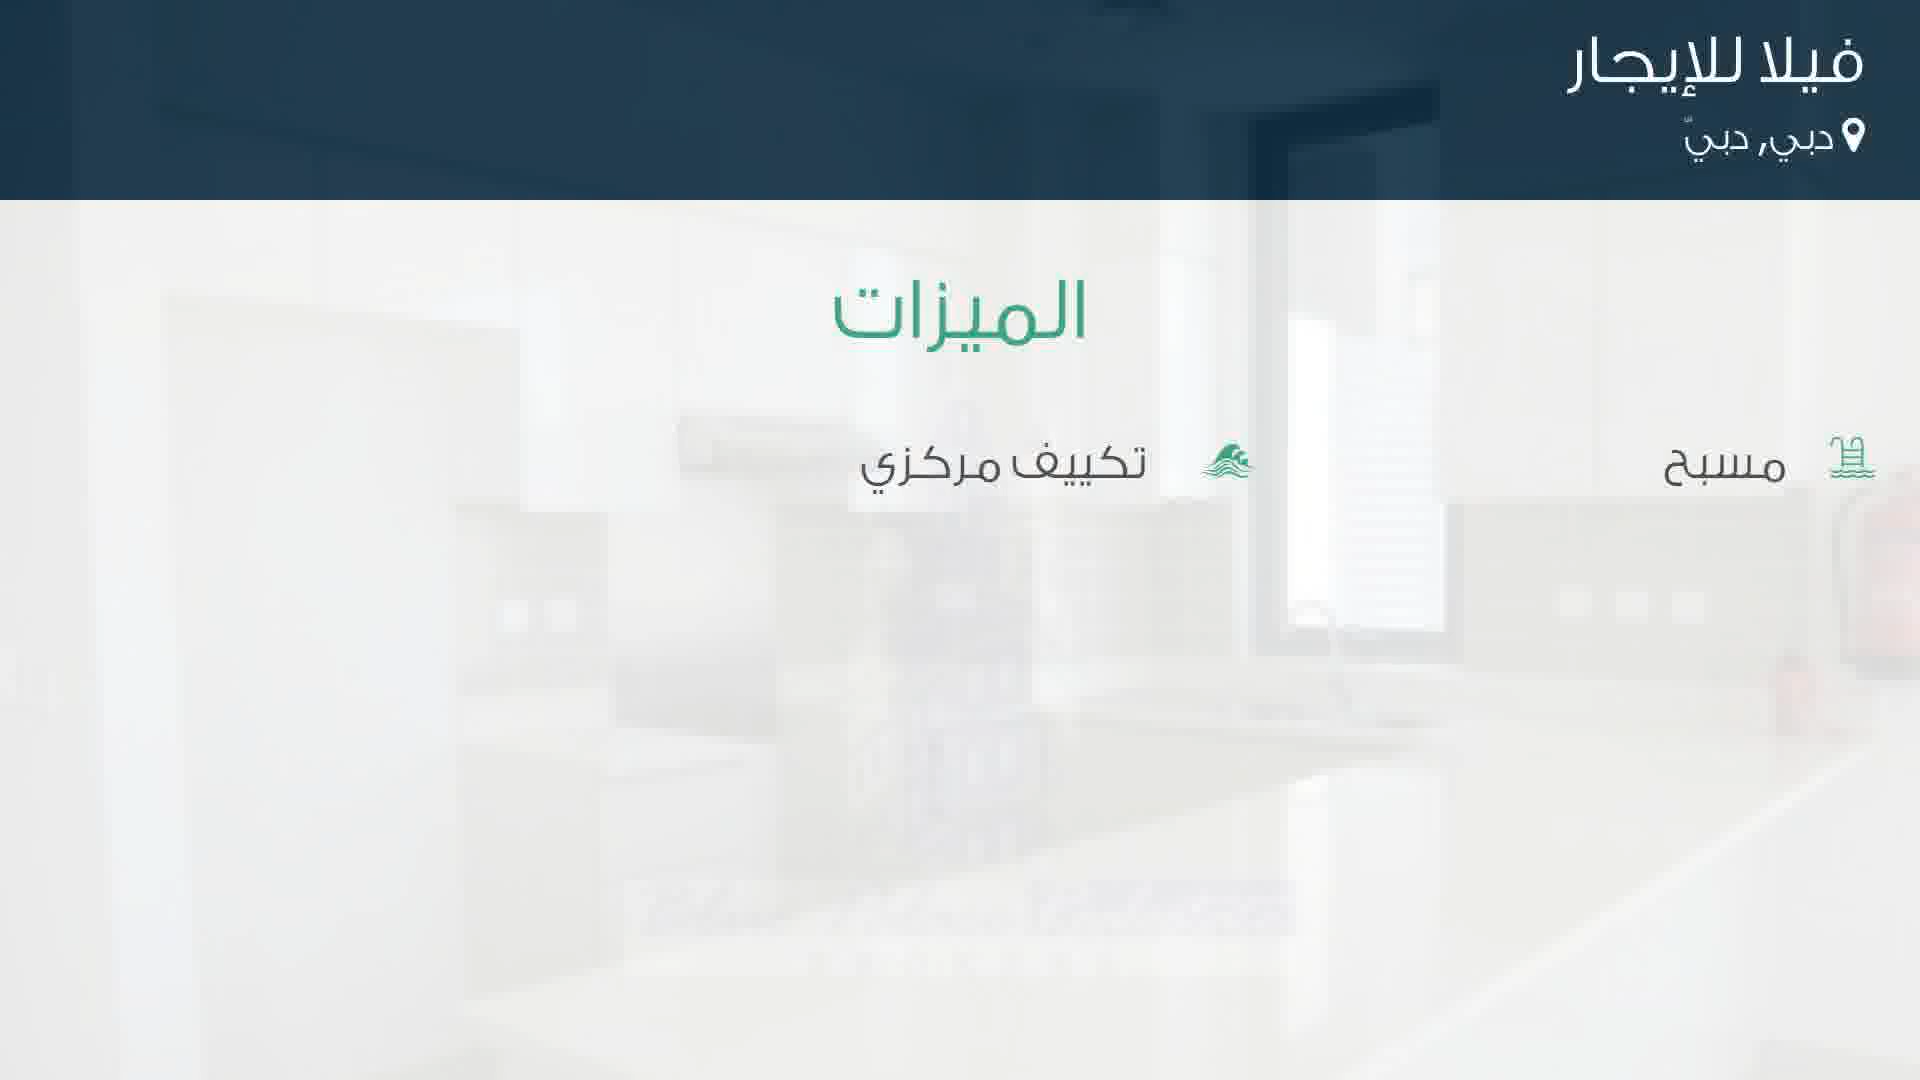 فيلا للإيجار
دبي, دبيّ
الميزات
مسبح
تكييف مركزي